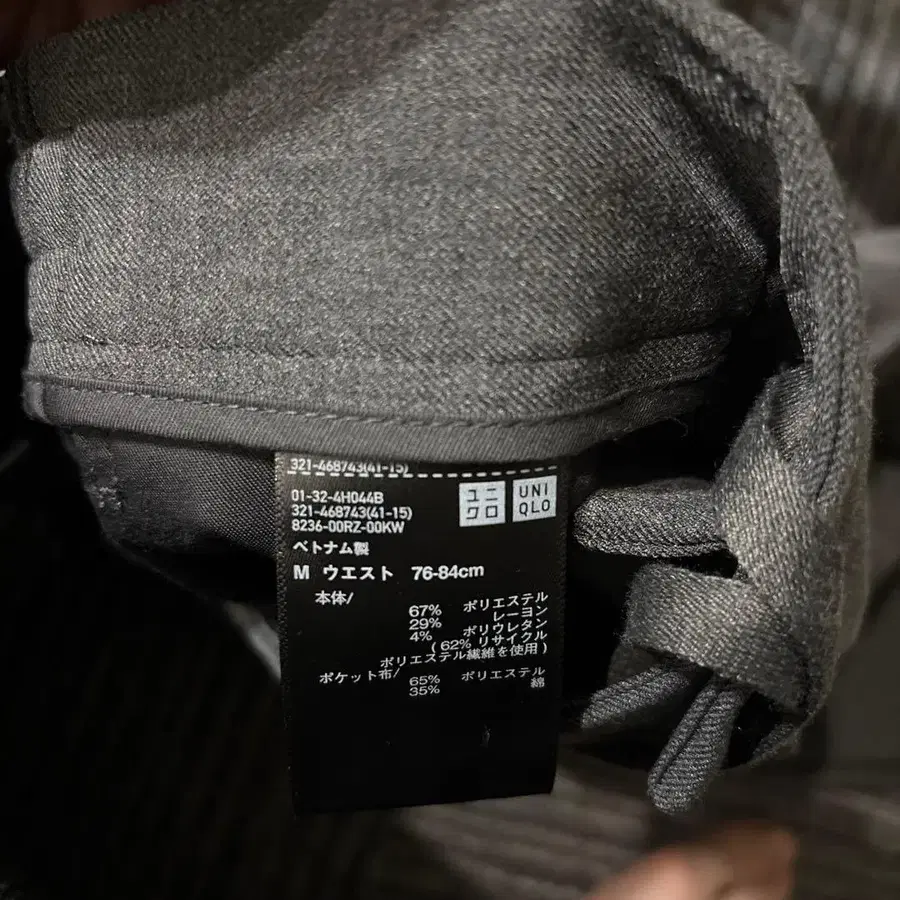 321-468743(41-15)
01-32-4H044B
321-468743(41-15)
8236-00RZ-00KW
ユニ
クロ
UNI
QLO
ベトナム製
M ウエスト 76-84cm
本体/
67% ポリエステル
29% レーヨン
4% ポリウレタン
(62% リサイクル
ポリエステル繊維を使用)
ポケット布/ 65% ポリエステル
35% 綿